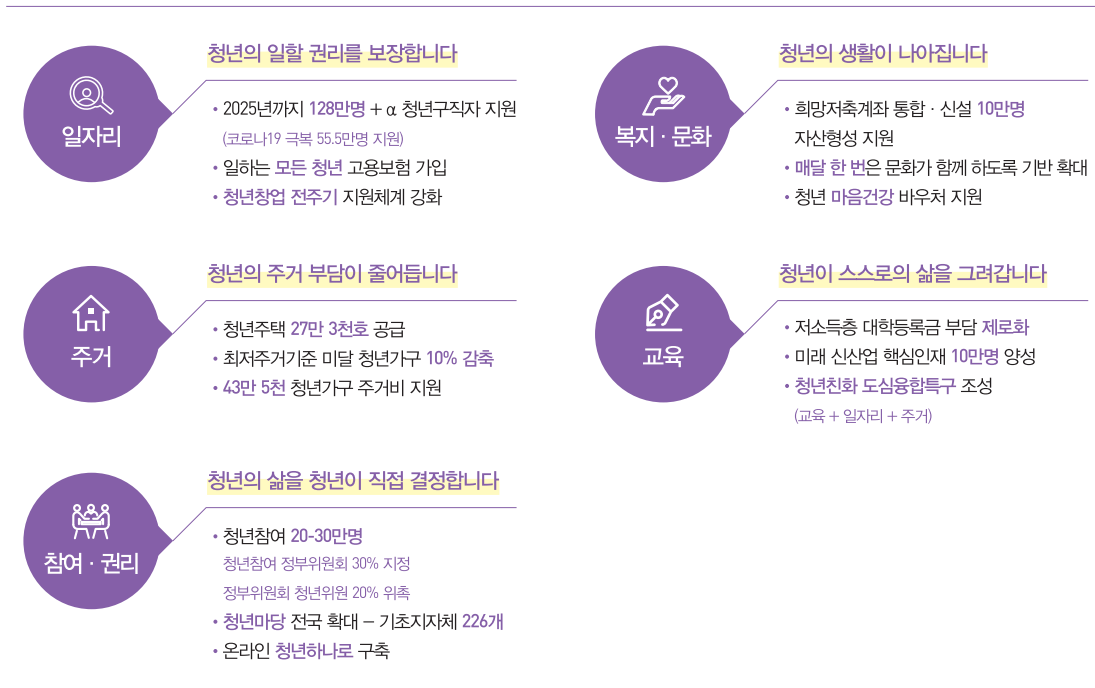 일자리
청년의 일할 권리를 보장합니다
• 2025년까지 128만명 + α 청년구직자 지원
(코로나19 극복 55.5만명 지원)
• 일하는 모든 청년 고용보험 가입
• 청년창업 전주기 지원체계 강화
복지 · 문화
청년의 생활이 나아집니다
• 희망저축계좌 통합 · 신설 10만명
자산형성 지원
• 매달 한 번은 문화가 함께 하도록 기반 확대
• 청년 마음건강 바우처 지원
주거
청년의 주거 부담이 줄어듭니다
• 청년주택 27만 3천호 공급
• 최저주거기준 미달 청년가구 10% 감축
• 43만 5천 청년가구 주거비 지원
교육
청년이 스스로의 삶을 그려갑니다
• 저소득층 대학등록금 부담 제로화
• 미래 신산업 핵심인재 10만명 양성
• 청년친화 도심융합특구 조성
(교육 + 일자리 + 주거)
참여 · 권리
청년의 삶을 청년이 직접 결정합니다
• 청년참여 20-30만명
청년참여 정부위원회 30% 지정
정부위원회 청년위원 20% 위촉
• 청년마당 전국 확대 – 기초지자체 226개
• 온라인 청년하나로 구축